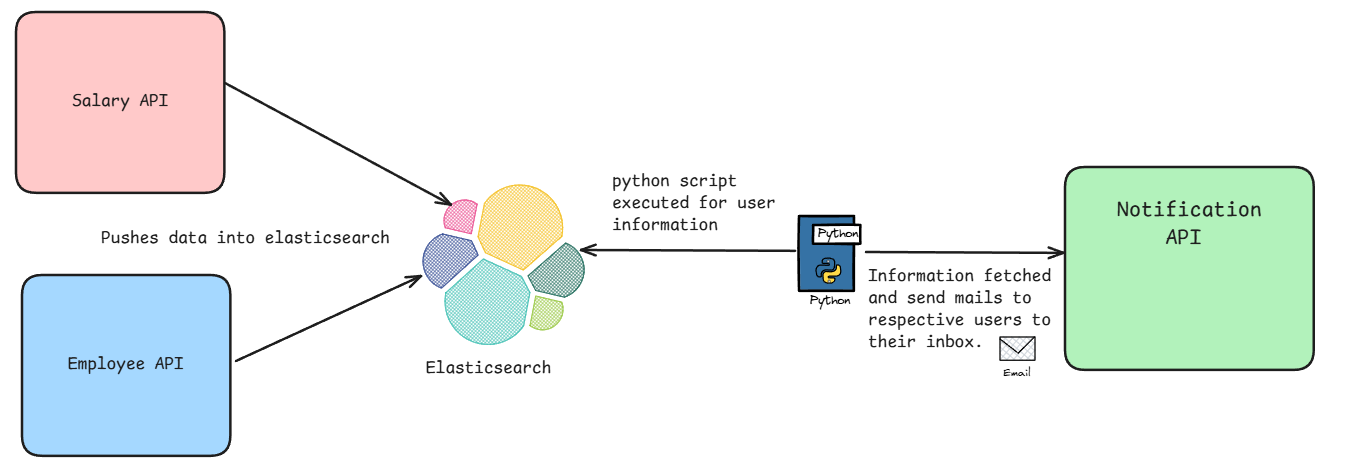 Salary API
Pushes data into elasticsearch
Employee API
Elasticsearch
python script
executed for user
information
Python
Python
Information fetched
and send mails to
respective users to
their inbox.
Email
Notification
API